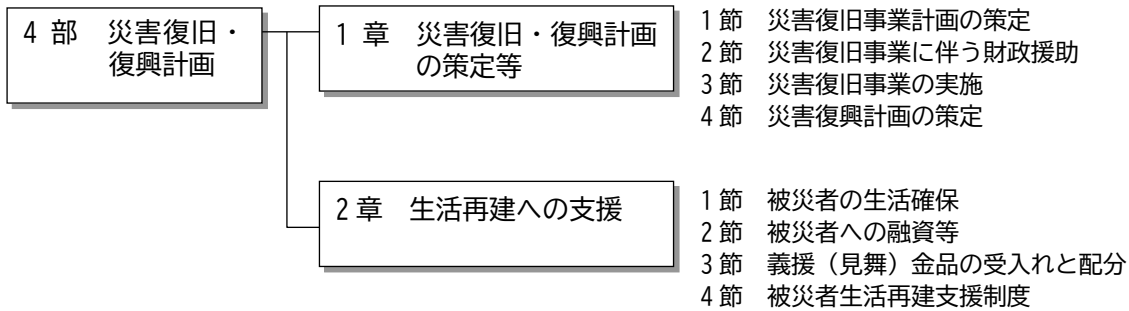 4 部　災害復旧・
復興計画
1 章　災害復旧・復興計画
の策定等
1 節　災害復旧事業計画の策定
2 節　災害復旧事業に伴う財政援助
3 節　災害復旧事業の実施
4 節　災害復興計画の策定
2 章　生活再建への支援
1 節　被災者の生活確保
2 節　被災者への融資等
3 節　義援（見舞）金品の受入れと配分
4 節　被災者生活再建支援制度